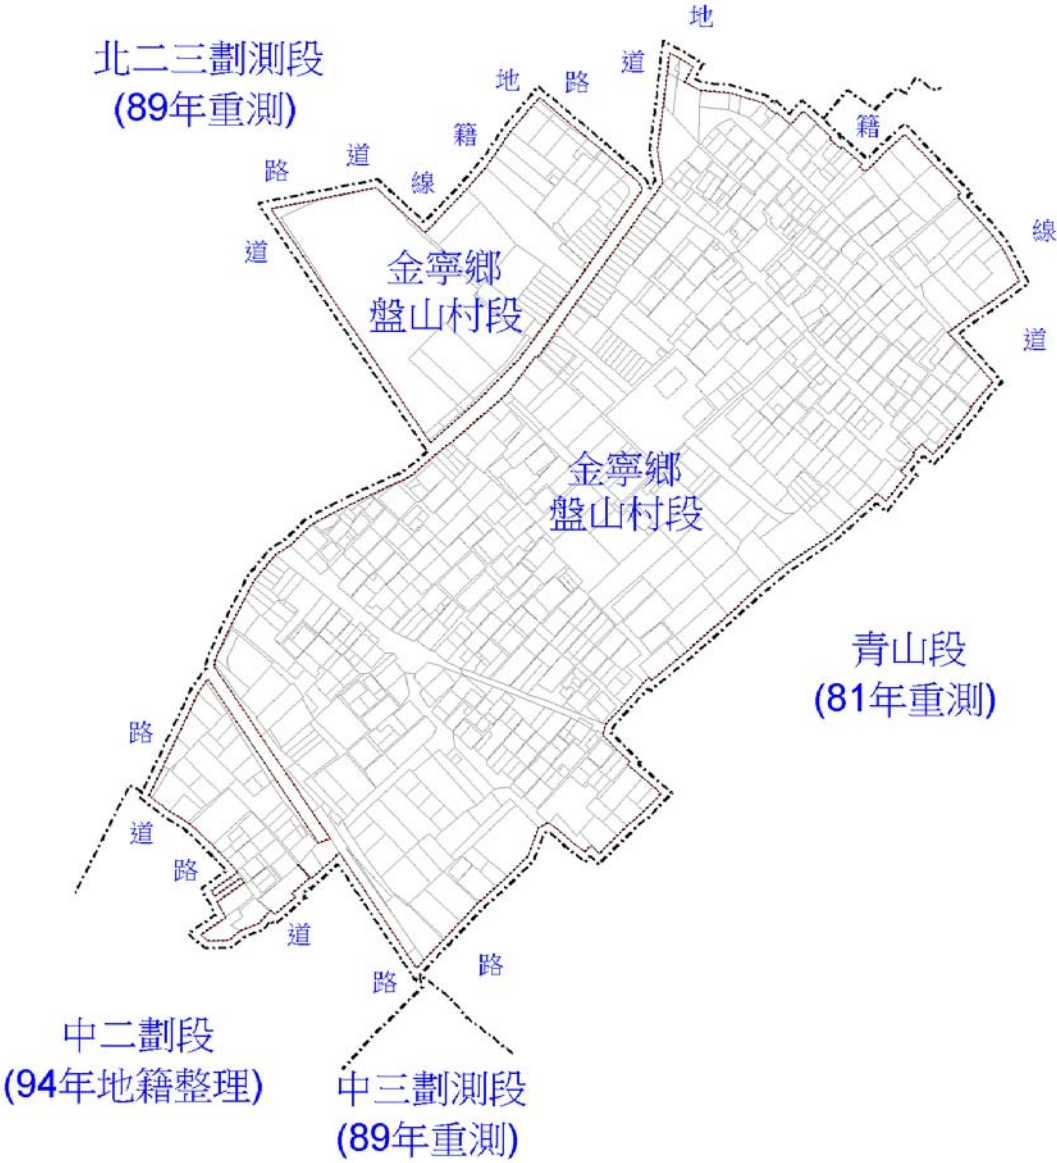 地
北二三劃測段
(89年重測)
地
路
道
籍
籍
道
路
線
線
道
金寧鄉
盤山村段
道
金寧鄉
盤山村段
青山段
(81年重測)
路
道
路
道
路
路
中二劃段
(94年地籍整理)
中三劃測段
(89年重測)